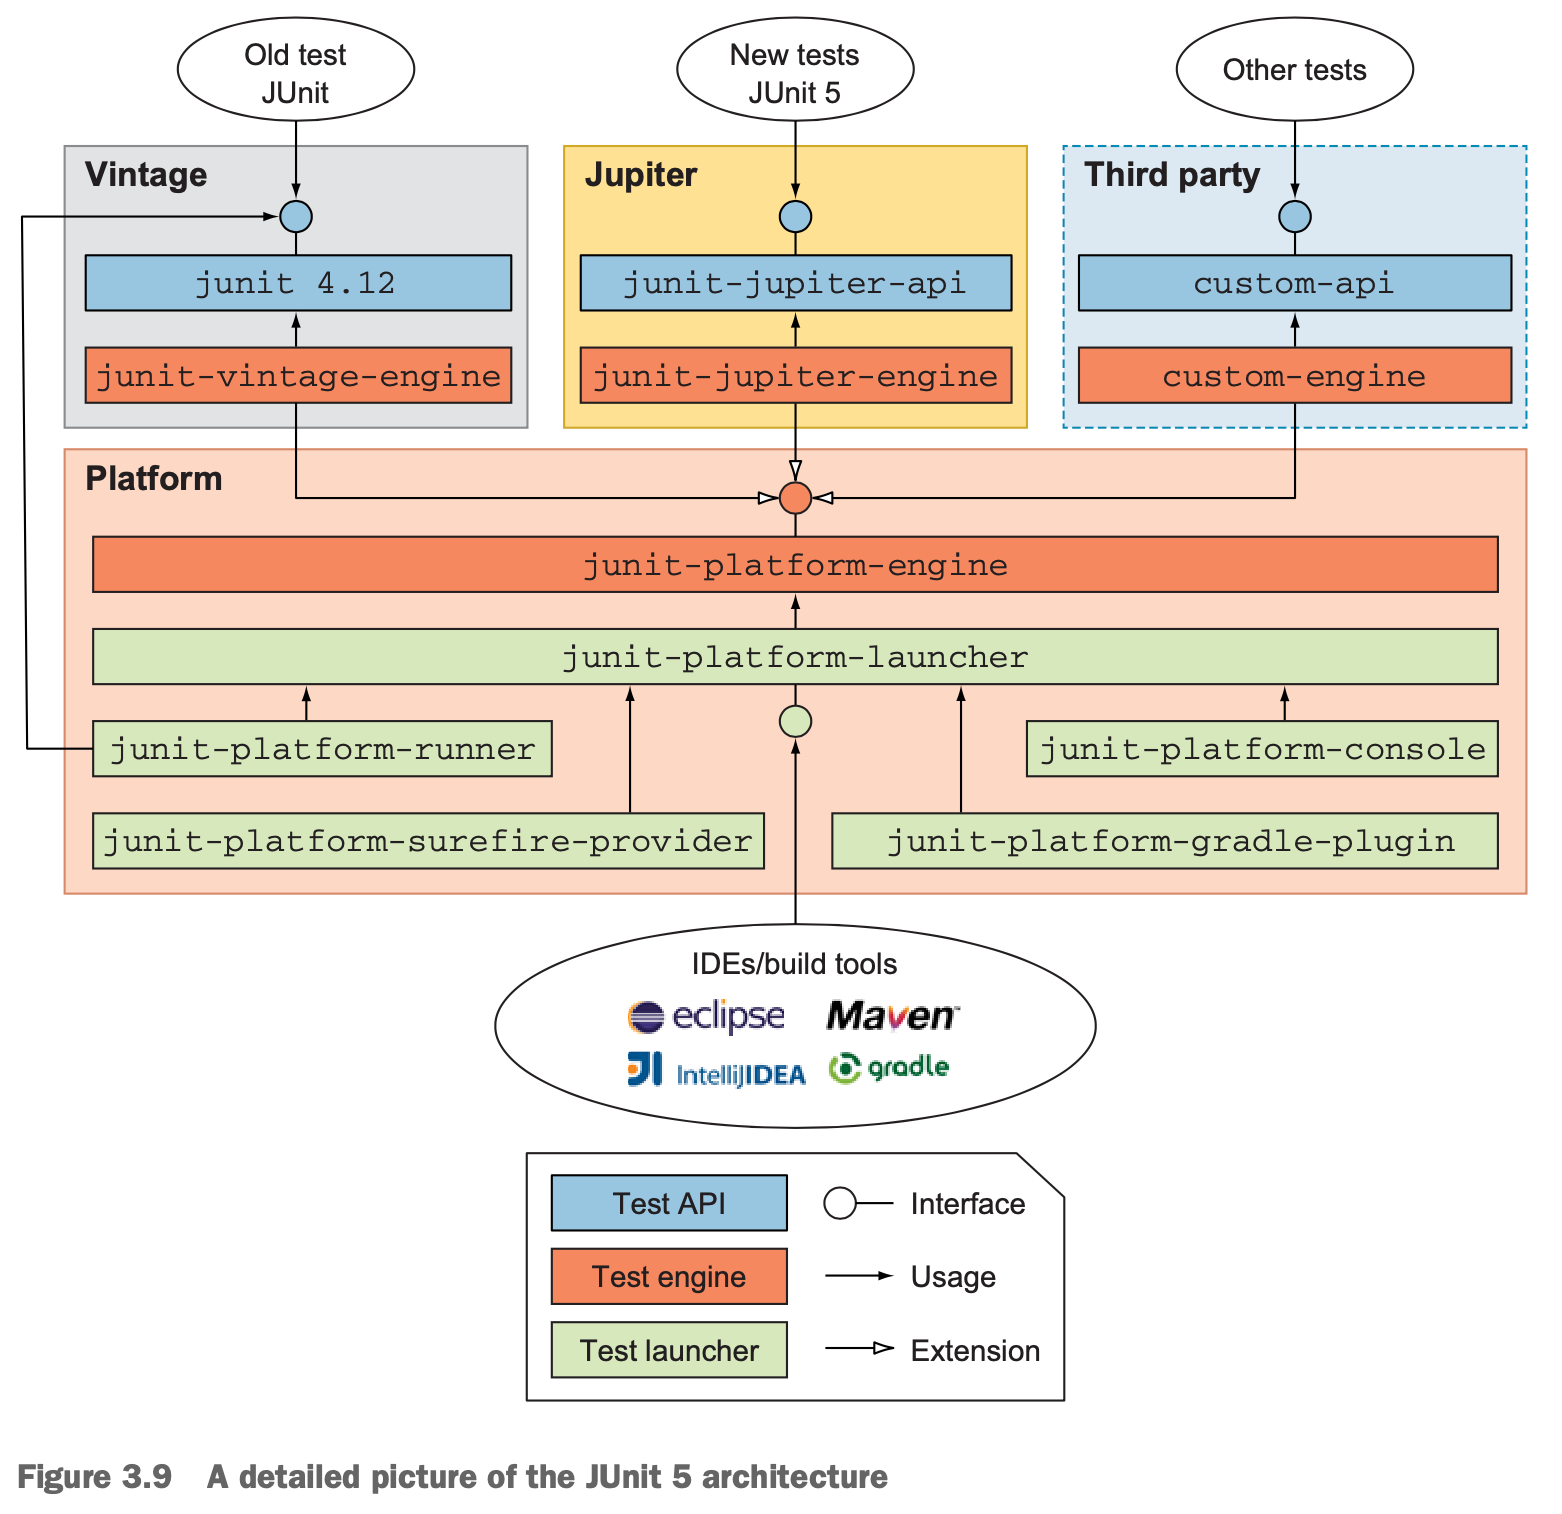 Old test
JUnit
New tests
JUnit 5
Other tests
Vintage
Jupiter
Third party
junit 4.12
junit-jupiter-api
custom-api
junit-vintage-engine
junit-jupiter-engine
custom-engine
Platform
junit-platform-engine
junit-platform-launcher
junit-platform-runner
junit-platform-console
junit-platform-surefire-provider
junit-platform-gradle-plugin
IDEs/build tools
eclipse
Maven™
IntelliJIDEA
gradle
Test API
Interface
Test engine
Usage
Test launcher
Extension
Figure 3.9 A detailed picture of the JUnit 5 architecture